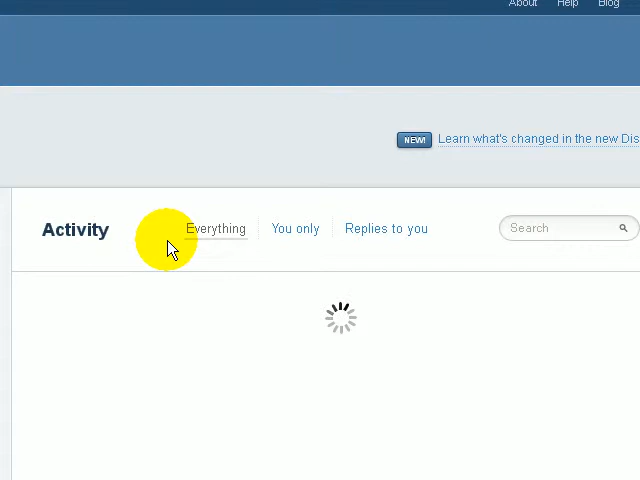 About Help Blog
NEW! Learn what's changed in the new Dis
Activity Everything You only Replies to you Search